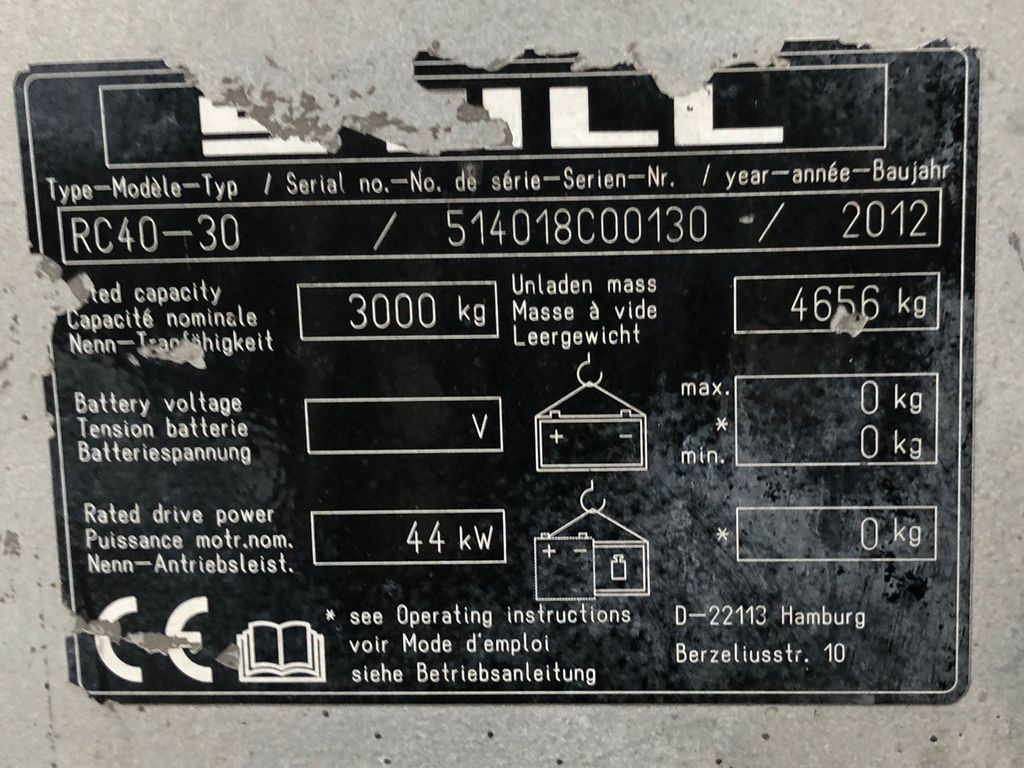 Type-Modèle-Typ / Serial no.-No. de série-Serien-Nr. / year-année-Baujahr
RC40-30 / 514018C00130 -/ 2012
capacity
Capacité nominale
Nenn-Tragfähigkeit
3000 kg
Unladen mass
Masse à vide
Leergewicht
4656 kg
Battery voltage
Tension batterie
Batteriespannung
V
+ -
max.
*
min.
0 kg
0 kg
Rated drive power
Puissance motr.nom.
Nenn-Antriebsleist.
44 kW
+ -
* 0 kg
CE
* see Operating instructions
voir Mode d'emploi
siehe Betriebsanleitung
D-22113 Hamburg
Berzeliusstr. 10